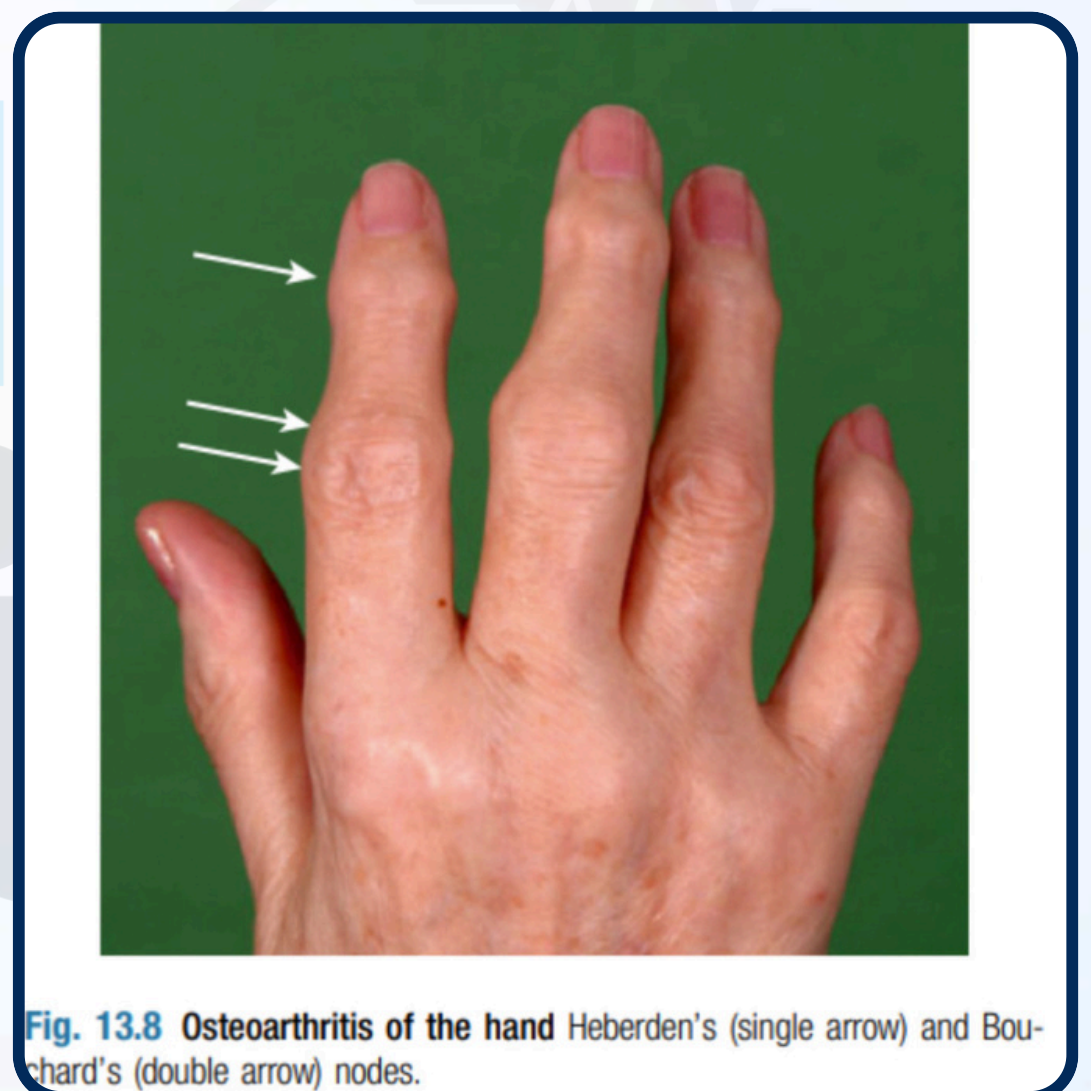 Fig. 13.8 Osteoarthritis of the hand Heberden's (single arrow) and Bou-
chard's (double arrow) nodes.